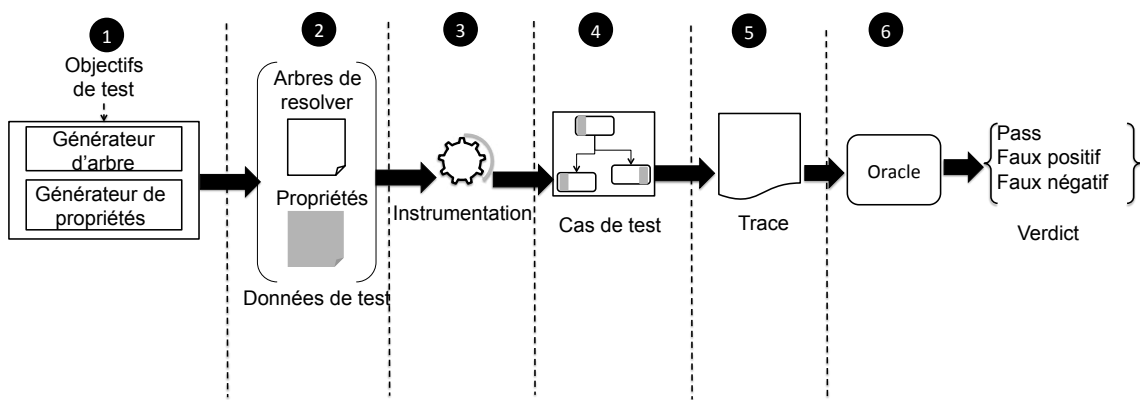 1
Objectifs
de test
Générateur
d'arbre
Générateur de
propriétés
2
Arbres de
resolver
Propriétés
Données de test
3
Instrumentation
4
Cas de test
5
Trace
6
Oracle
Pass
Faux positif
Faux négatif
Verdict